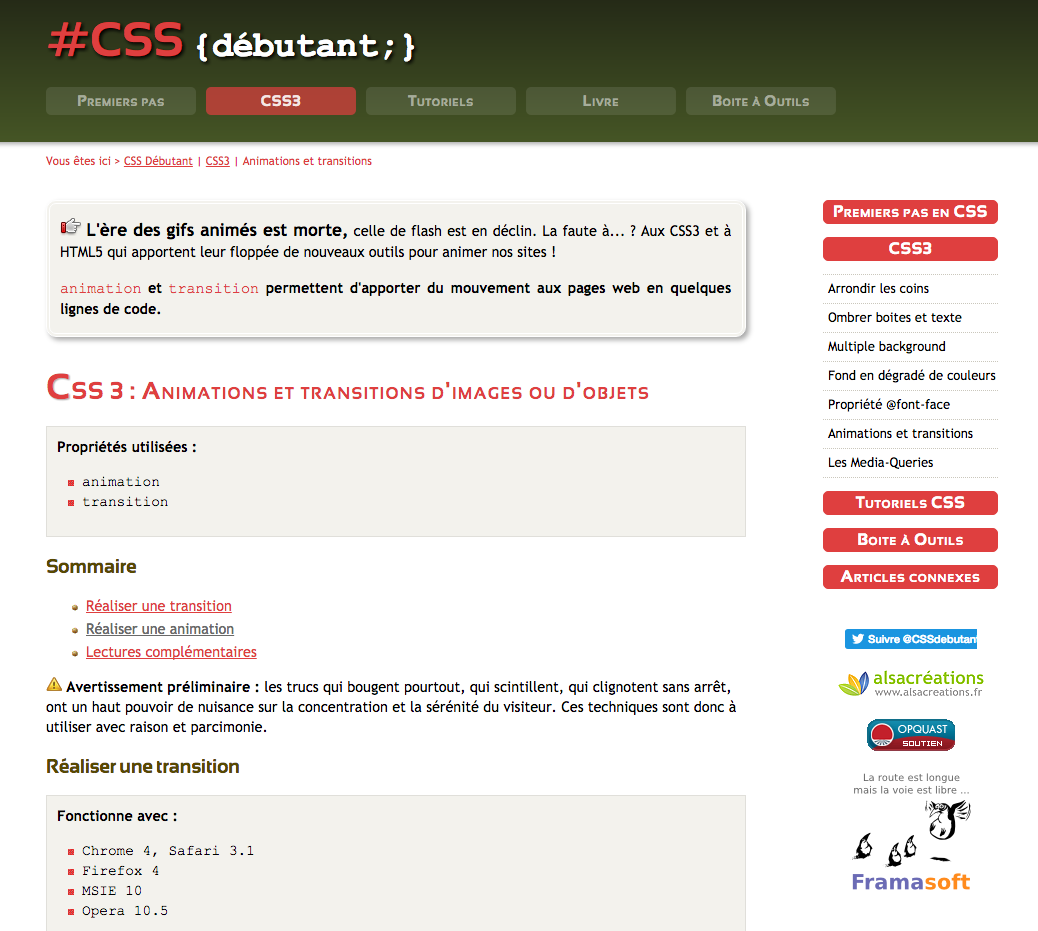 #CSS {débutant;}
Premiers pas
CSS3
Tutoriels
Livre
Boite à Outils
Vous êtes ici > CSS Débutant | CSS3 | Animations et transitions
L'ère des gifs animés est morte, celle de flash est en déclin. La faute à... ? Aux CSS3 et à
HTML5 qui apportent leur floppée de nouveaux outils pour animer nos sites !
animation et transition permettent d'apporter du mouvement aux pages web en quelques
lignes de code.
Css 3 : Animations et transitions d'images ou d'objets
Propriétés utilisées :
animation
transition
Sommaire
Réaliser une transition
Réaliser une animation
Lectures complémentaires
Avertissement préliminaire : les trucs qui bougent pourtout, qui scintillent, qui clignotent sans arrêt,
ont un haut pouvoir de nuisance sur la concentration et la sérénité du visiteur. Ces techniques sont donc à
utiliser avec raison et parcimonie.
Réaliser une transition
Fonctionne avec :
Chrome 4, Safari 3.1
Firefox 4
MSIE 10
Opera 10.5
Premiers pas en CSS
CSS3
Arrondir les coins
Ombrer boites et texte
Multiple background
Fond en dégradé de couleurs
Propriété @font-face
Animations et transitions
Les Media-Queries
Tutoriels CSS
Boite à Outils
Articles connexes
Suivre @CSSdebutant
alsacréations
www.alsacreations.fr
OPQUAST
SOUTIEN
La route est longue
mais la voie est libre ...
Framasoft